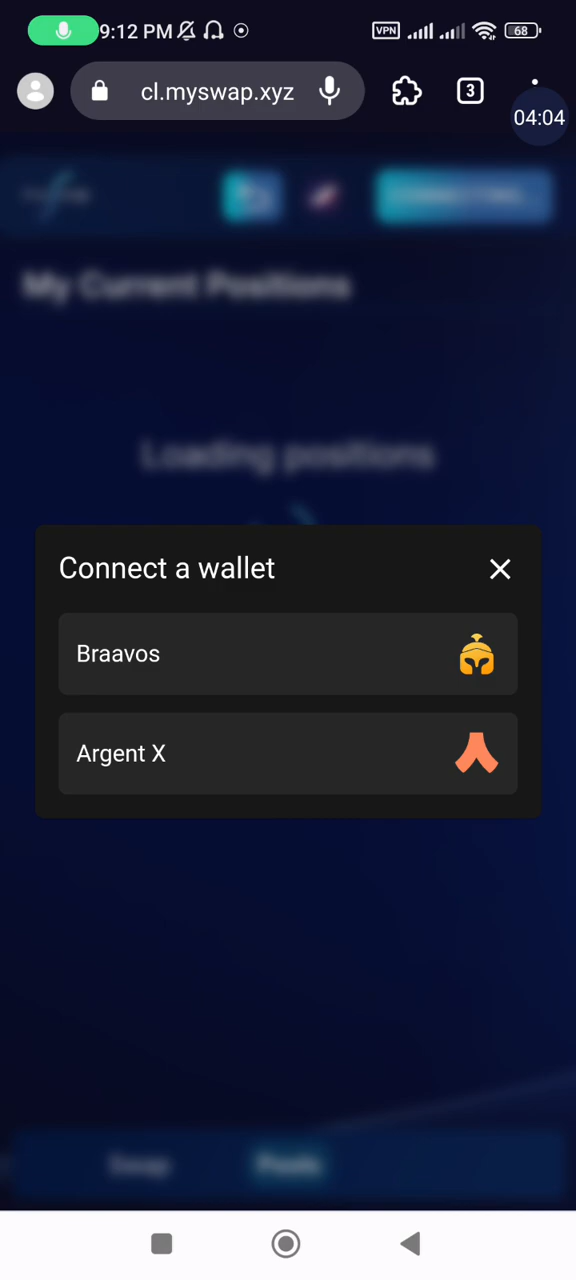 9:12 PM
VPN
68
cl.myswap.xyz
3
04:04
My Current Positions
Loading positions
Connect a wallet
Braavos
Argent X
Swap
Pools